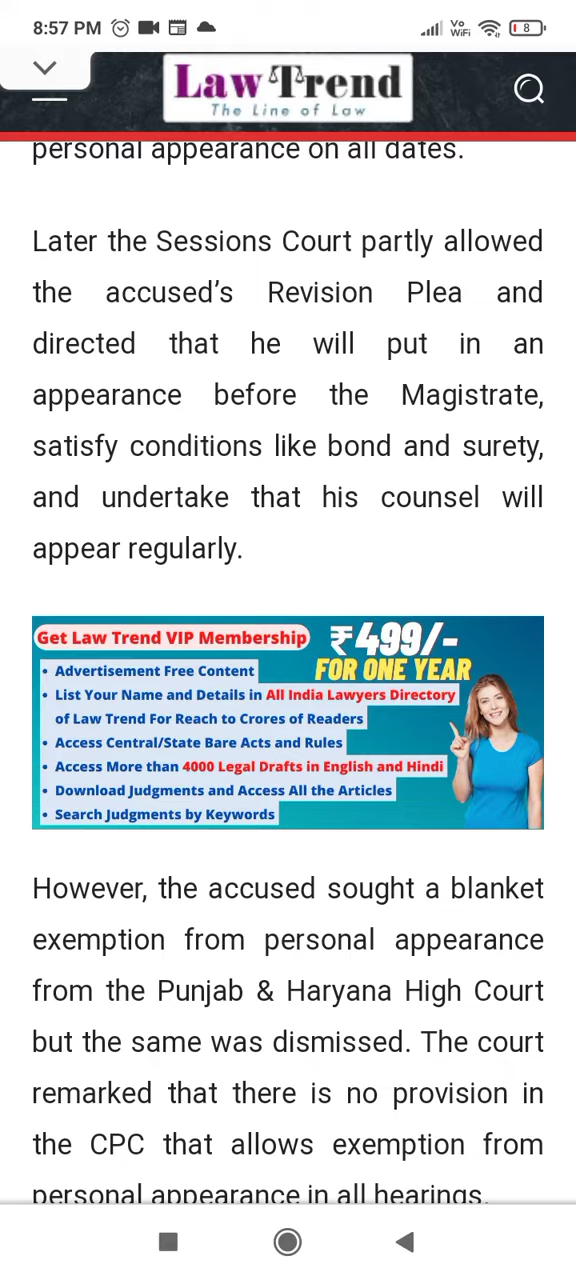 8:57 PM
Vo
WiFi
8
Law Trend
The Line of Law
personal appearance on all dates.
Later the Sessions Court partly allowed
the accused’s Revision Plea and
directed that he will put in an
appearance before the Magistrate,
satisfy conditions like bond and surety,
and undertake that his counsel will
appear regularly.
Get Law Trend VIP Membership
₹499/-
FOR ONE YEAR
• Advertisement Free Content
• List Your Name and Details in All India Lawyers Directory
of Law Trend For Reach to Crores of Readers
• Access Central/State Bare Acts and Rules
• Access More than 4000 Legal Drafts in English and Hindi
• Download Judgments and Access All the Articles
• Search Judgments by Keywords
However, the accused sought a blanket
exemption from personal appearance
from the Punjab & Haryana High Court
but the same was dismissed. The court
remarked that there is no provision in
the CPC that allows exemption from
personal appearance in all hearings.